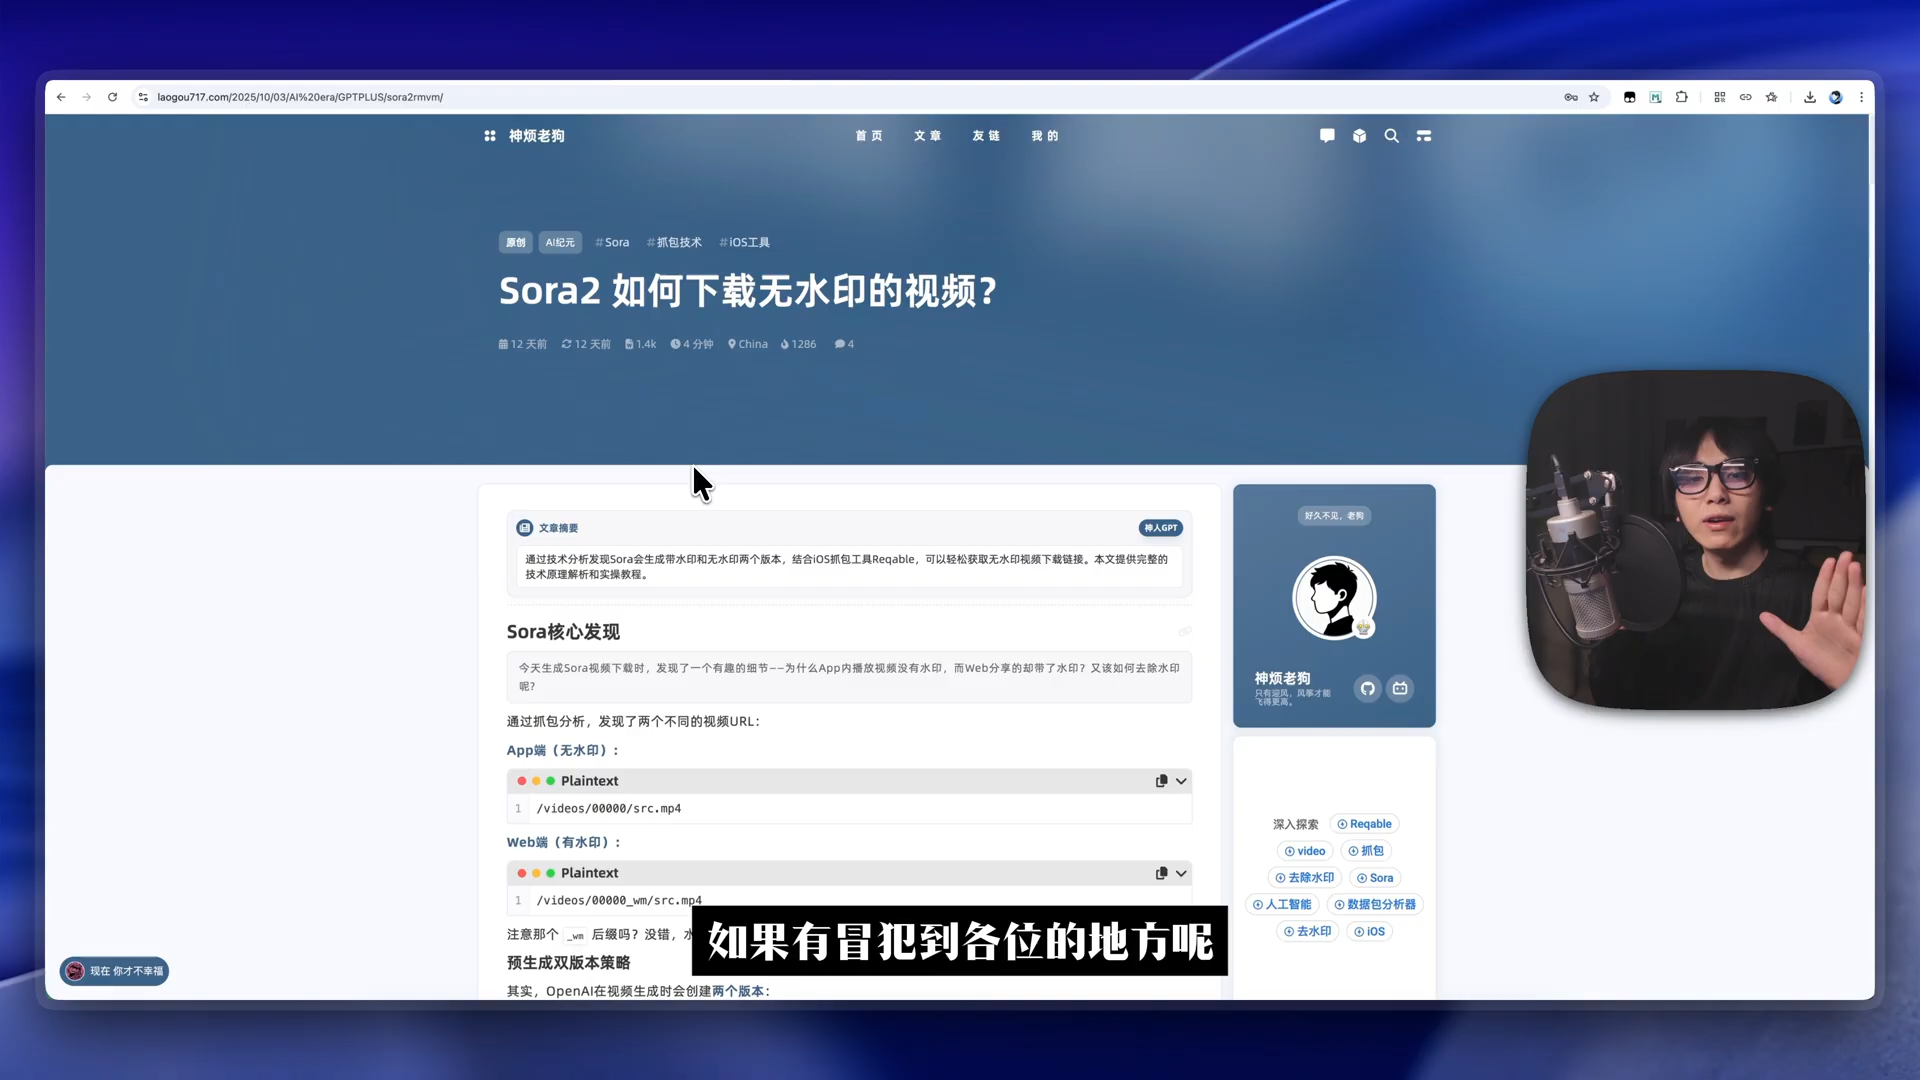 laogou717.com/2025/10/03/AI%20era/GPTPLUS/sora2rmvm/
神烦老狗
首页 文章 友链 我的
原创 AI纪元 #Sora #抓包技术 #iOS工具
Sora2 如何下载无水印的视频？
12 天前 12 天前 1.4k 4 分钟 China 1286 4
文章摘要 神人GPT
通过技术分析发现Sora会生成带水印和无水印两个版本，结合iOS抓包工具Reqable，可以轻松获取无水印视频下载链接。本文提供完整的
技术原理解析和实操教程。
Sora核心发现
今天生成Sora视频下载时，发现了一个有趣的细节——为什么App内播放视频没有水印，而Web分享的却带了水印？又该如何去除水印
呢？
通过抓包分析，发现了两个不同的视频URL：
App端（无水印）：
Plaintext
1 /videos/00000/src.mp4
Web端（有水印）：
Plaintext
1 /videos/00000_wm/src.mp4
注意那个 _wm 后缀吗？没错，水
预生成双版本策略
其实，OpenAI在视频生成时会创建两个版本：
好久不见，老狗
神烦老狗
只有迎风，风筝才能
飞得更高。
深入探索 Reqable
video 抓包
去除水印 Sora
人工智能 数据包分析器
去水印 iOS
现在 你才不幸福
如果有冒犯到各位的地方呢